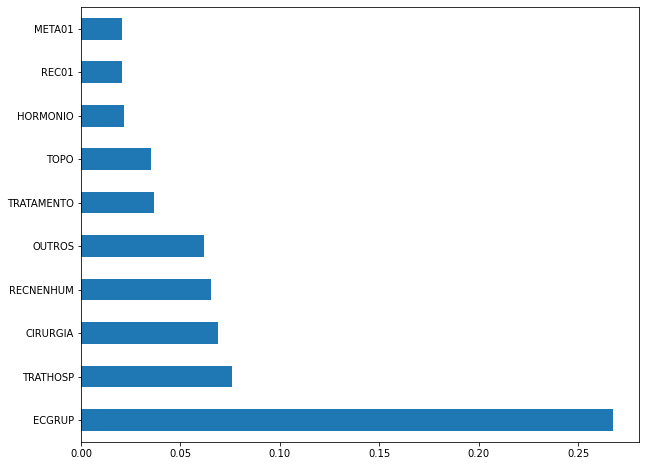 META01
REC01
HORMONIO
TOPO
TRATAMENTO
OUTROS
RECNENHUM
CIRURGIA
TRATHOSP
ECGRUP
0.00 0.05 0.10 0.15 0.20 0.25